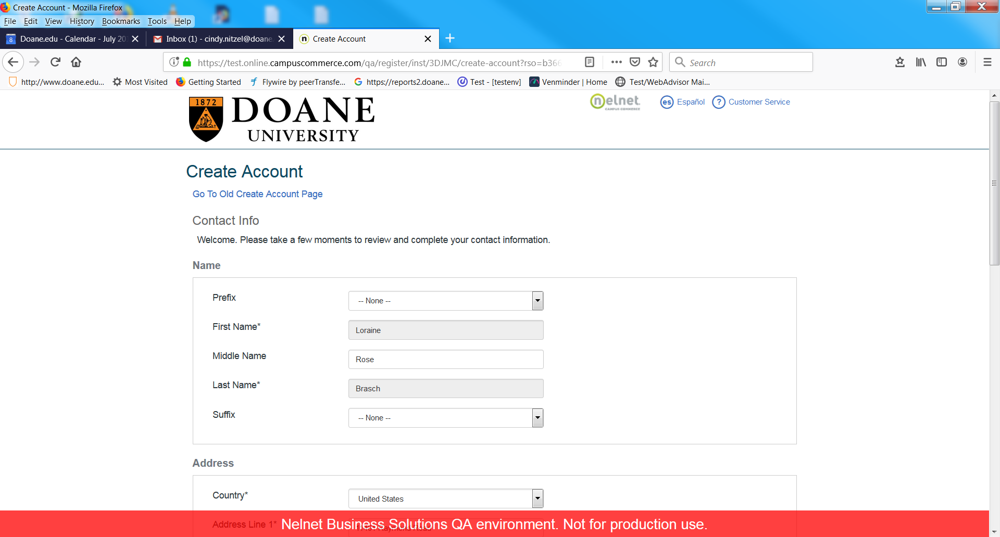 Create Account - Mozilla Firefox
File Edit View History Bookmarks Tools Help
8 Doane.edu - Calendar - July 20 Inbox (1) - cindy.nitzel@doane. n Create Account
https://test.online.campuscommerce.com/qa/register/inst/3DJMC/create-account?rso=b366 Search
http://www.doane.edu... Most Visited Getting Started Flywire by peerTransfe... https://reports2.doane... Test - [testenv] Venminder | Home Test/WebAdvisor Mai...
1872 DOANE UNIVERSITY
nelnet CAMPUS COMMERCE es Español ? Customer Service
Create Account
Go To Old Create Account Page
Contact Info
Welcome. Please take a few moments to review and complete your contact information.
Name
Prefix -- None --
First Name* Loraine
Middle Name Rose
Last Name* Brasch
Suffix -- None --
Address
Country* United States
Address Line 1* Raymond Road
Nelnet Business Solutions QA environment. Not for production use.